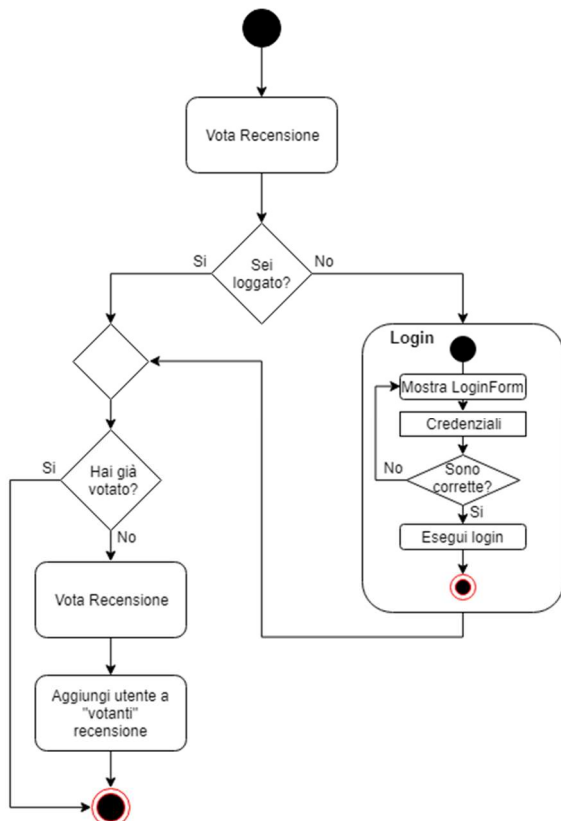 Vota Recensione
Sei
loggato?
Si
No
Login
Mostra LoginForm
Credenziali
Sono
corrette?
No
Si
Esegui login
Hai già
votato?
Si
No
Vota Recensione
Aggiungi utente a
"votanti"
recensione